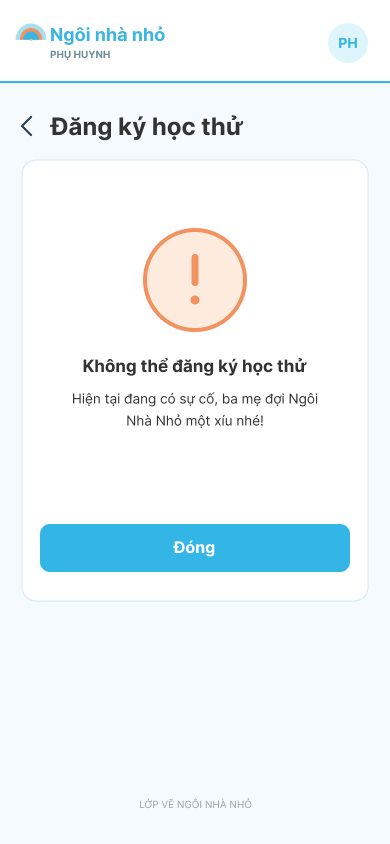 Ngôi nhà nhỏ
PHỤ HUYNH
PH
Đăng ký học thử
Không thể đăng ký học thử
Hiện tại đang có sự cố, ba mẹ đợi Ngôi
Nhà Nhỏ một xíu nhé!
Đóng
LỚP VẼ NGÔI NHÀ NHỎ